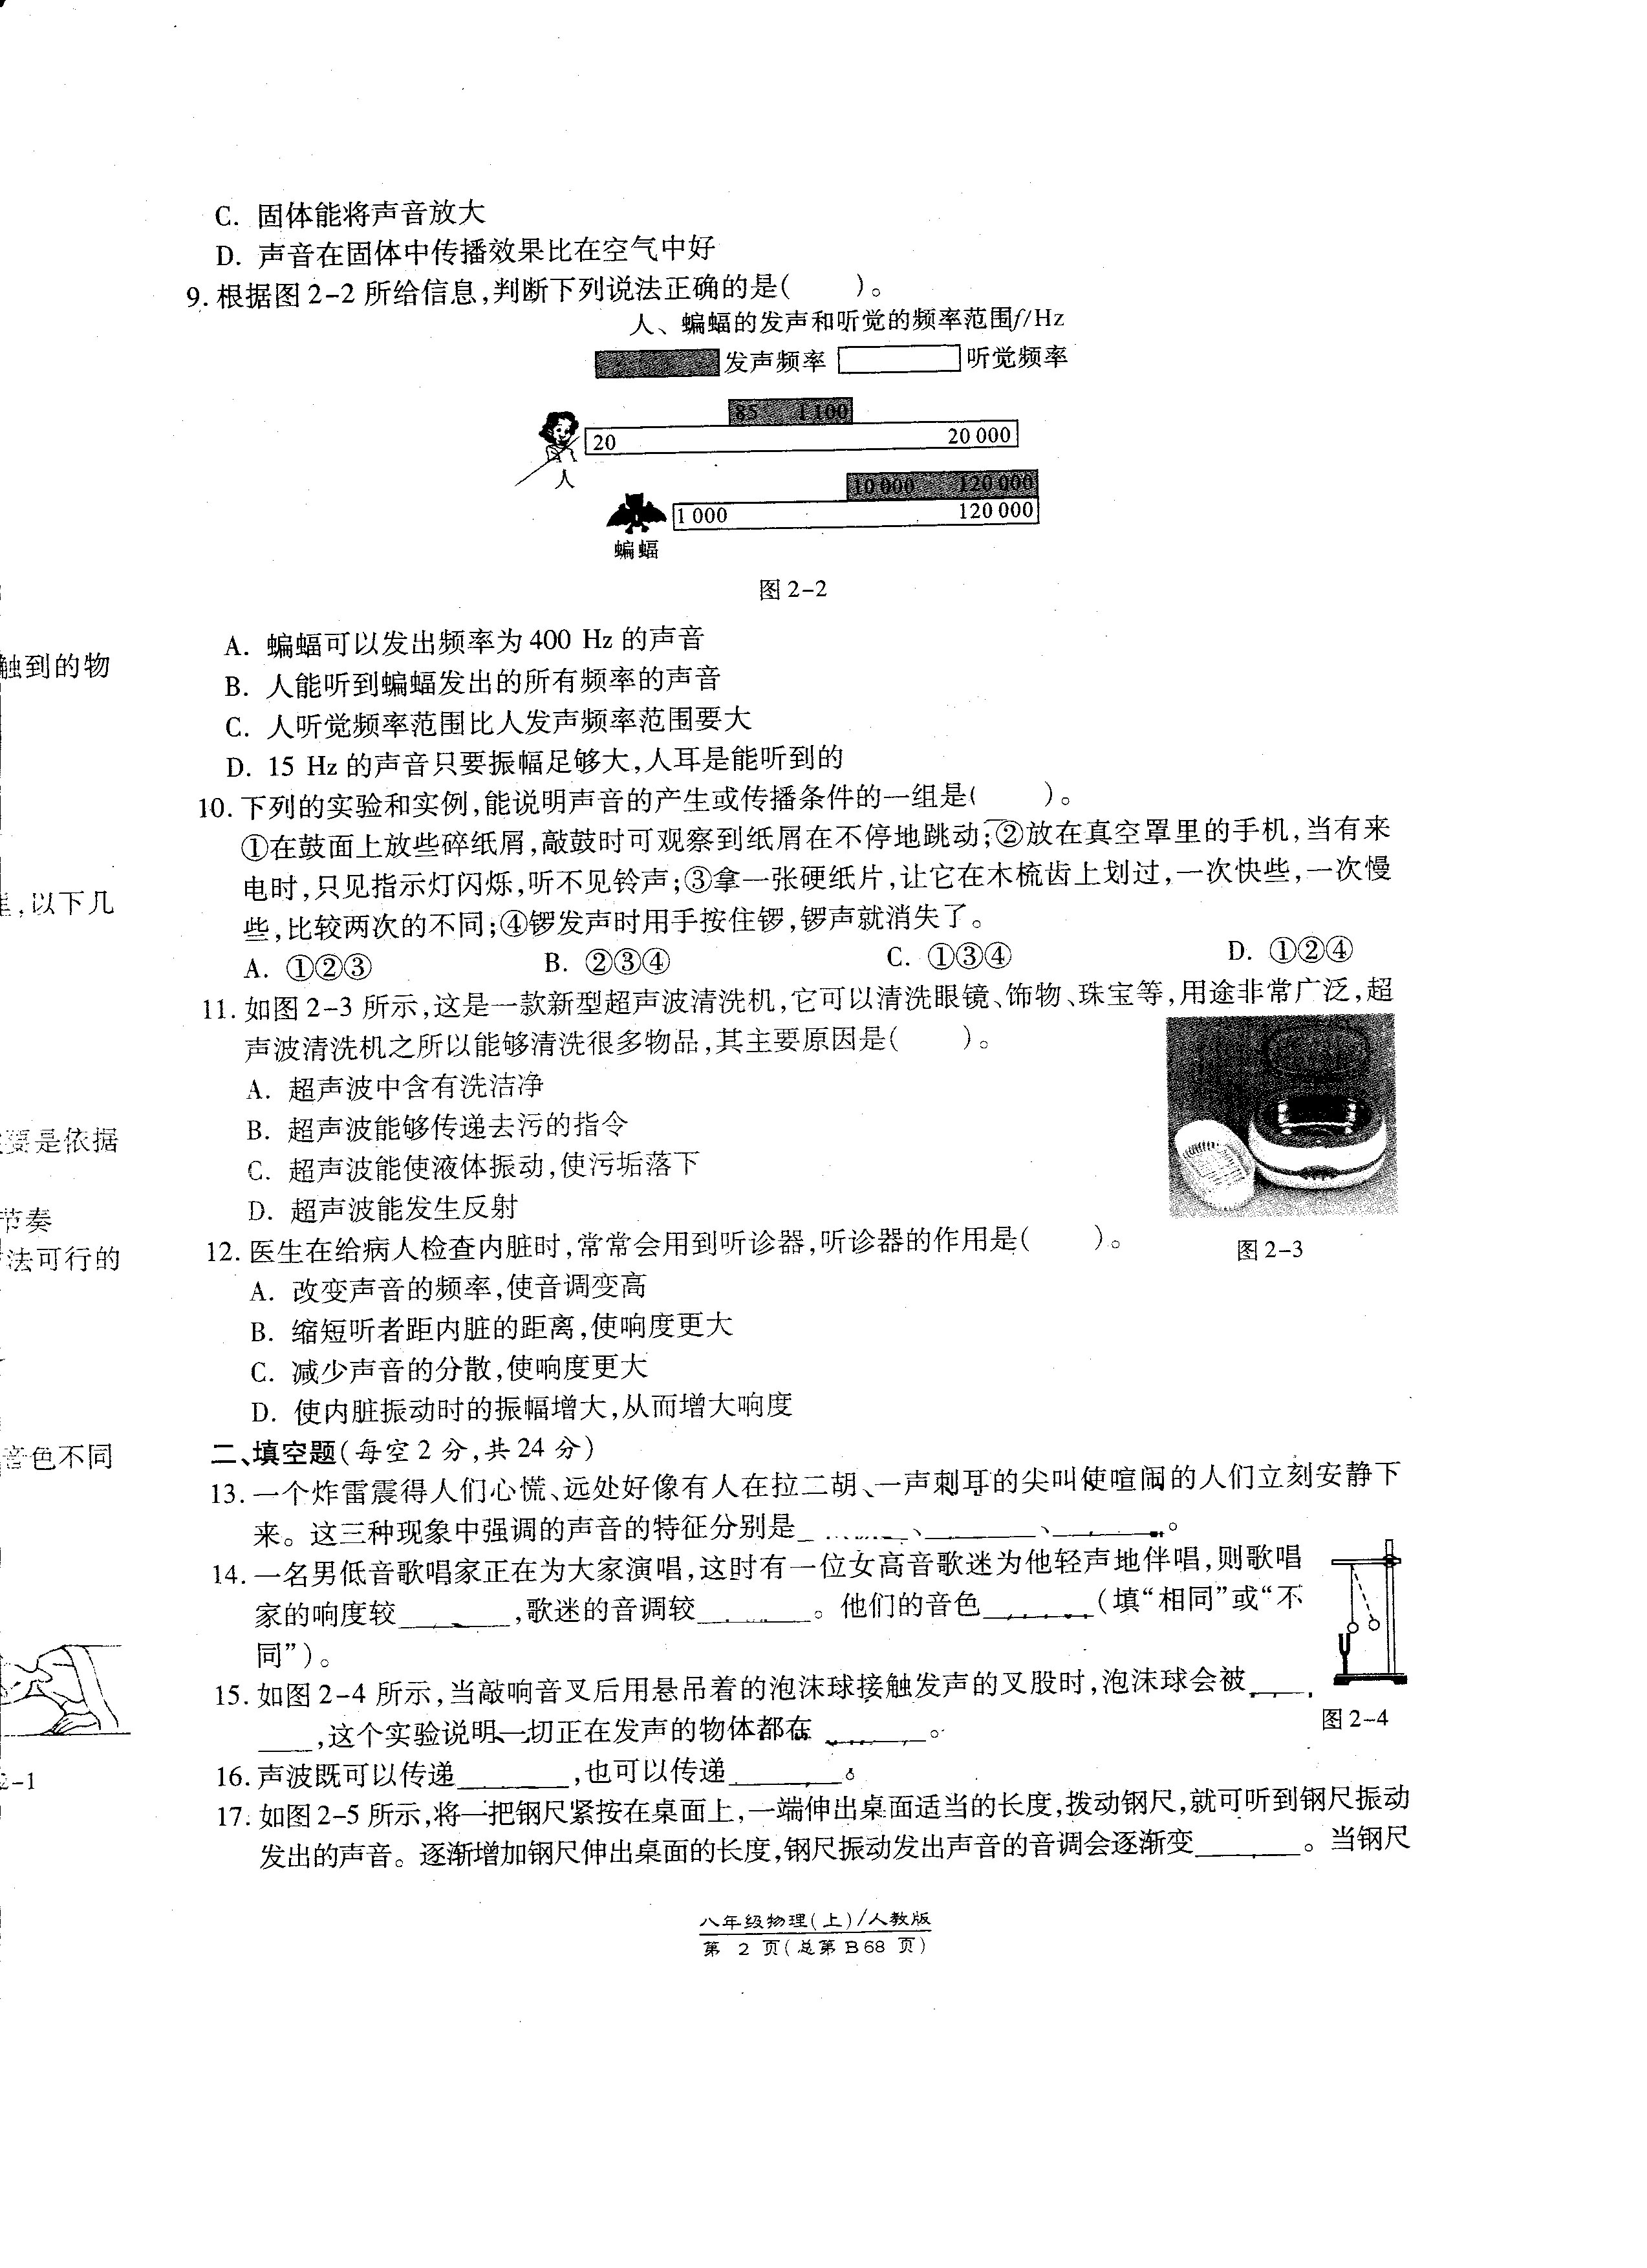 C. 固体能将声音放大
D. 声音在固体中传播效果比在空气中好
9. 根据图2-2所给信息,判断下列说法正确的是(　　)。
人、蝙蝠的发声和听觉的频率范围f/Hz
发声频率 听觉频率
85 1 100
20 20 000
人
10 000 120 000
1 000 120 000
蝙蝠
图2-2
A. 蝙蝠可以发出频率为400 Hz的声音
B. 人能听到蝙蝠发出的所有频率的声音
C. 人听觉频率范围比人发声频率范围要大
D. 15 Hz的声音只要振幅足够大,人耳是能听到的
10. 下列的实验和实例,能说明声音的产生或传播条件的一组是(　　)。
①在鼓面上放些碎纸屑,敲鼓时可观察到纸屑在不停地跳动;②放在真空罩里的手机,当有来
电时,只见指示灯闪烁,听不见铃声;③拿一张硬纸片,让它在木梳齿上划过,一次快些,一次慢
些,比较两次的不同;④锣发声时用手按住锣,锣声就消失了。
A. ①②③ B. ②③④ C. ①③④ D. ①②④
11. 如图2-3所示,这是一款新型超声波清洗机,它可以清洗眼镜、饰物、珠宝等,用途非常广泛,超
声波清洗机之所以能够清洗很多物品,其主要原因是(　　)。
A. 超声波中含有洗洁净
B. 超声波能够传递去污的指令
C. 超声波能使液体振动,使污垢落下
D. 超声波能发生反射
图2-3
12. 医生在给病人检查内脏时,常常会用到听诊器,听诊器的作用是(　　)。
A. 改变声音的频率,使音调变高
B. 缩短听者距内脏的距离,使响度更大
C. 减少声音的分散,使响度更大
D. 使内脏振动时的振幅增大,从而增大响度
二、填空题(每空2分,共24分)
13. 一个炸雷震得人们心慌、远处好像有人在拉二胡、一声刺耳的尖叫使喧闹的人们立刻安静下
来。这三种现象中强调的声音的特征分别是________、________、________。
14. 一名男低音歌唱家正在为大家演唱,这时有一位女高音歌迷为他轻声地伴唱,则歌唱
家的响度较________,歌迷的音调较________。他们的音色________(填“相同”或“不
同”)。
15. 如图2-4所示,当敲响音叉后用悬吊着的泡沫球接触发声的叉股时,泡沫球会被____
____,这个实验说明一切正在发声的物体都在________。
图2-4
16. 声波既可以传递________,也可以传递________。
17. 如图2-5所示,将一把钢尺紧按在桌面上,一端伸出桌面适当的长度,拨动钢尺,就可听到钢尺振动
发出的声音。逐渐增加钢尺伸出桌面的长度,钢尺振动发出声音的音调会逐渐变________。当钢尺
八年级物理(上)/人教版
第 2 页(总第 B68 页)
触到的物
,以下几
要是依据
节奏
法可行的
音色不同
-1